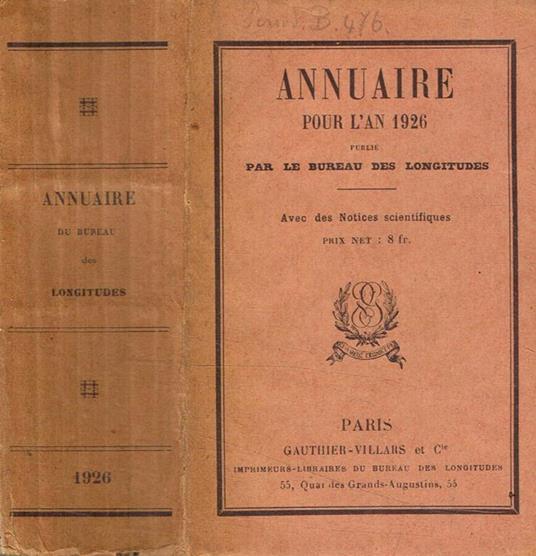 Period. B. 476.
ANNUAIRE
DU BUREAU
des
LONGITUDES
1926
ANNUAIRE
POUR L'AN 1926
PUBLIÉ
PAR LE BUREAU DES LONGITUDES
Avec des Notices scientifiques
PRIX NET : 8 fr.
PARIS
GAUTHIER-VILLARS et Cie
IMPRIMEURS-LIBRAIRES DU BUREAU DES LONGITUDES
55, Quai des Grands-Augustins, 55